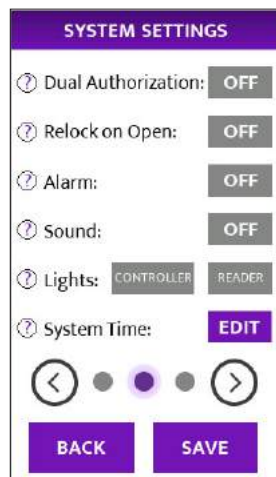 SYSTEM SETTINGS
? Dual Authorization: OFF
? Relock on Open: OFF
? Alarm: OFF
? Sound: OFF
? Lights: CONTROLLER READER
? System Time: EDIT
BACK SAVE